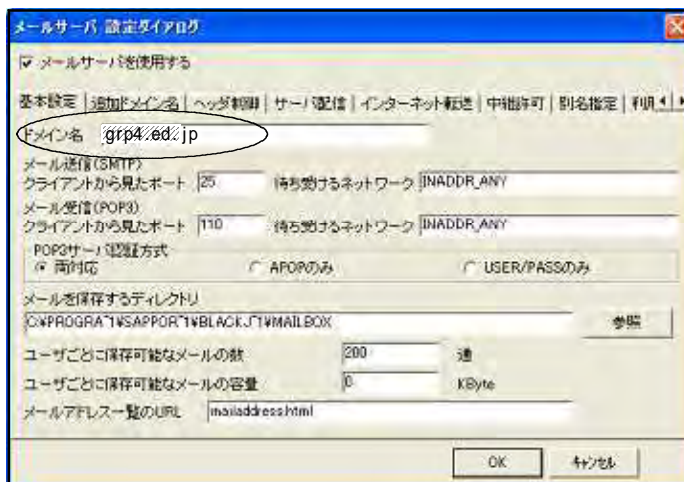 メールサーバ 設定ダイアログ
メールサーバを使用する
基本設定 追加ドメイン名 ヘッダ制御 サーバ配信 インターネット転送 中継許可 別名指定
ドメイン名 grp4.ed.jp
メール送信(SMTP)
クライアントから見たポート 25 待ち受けるネットワーク INADDR_ANY
メール受信(POP3)
クライアントから見たポート 110 待ち受けるネットワーク INADDR_ANY
POP3サーバ認証方式
両対応 APOPのみ USER/PASSのみ
メールを保存するディレクトリ
C:¥PROGRA~1¥SAPPOR~1¥BLACKJ~1¥MAILBOX 参照
ユーザごとに保存可能なメールの数 200 通
ユーザごとに保存可能なメールの容量 0 KByte
メールアドレス一覧のURL mailaddress.html
OK キャンセル